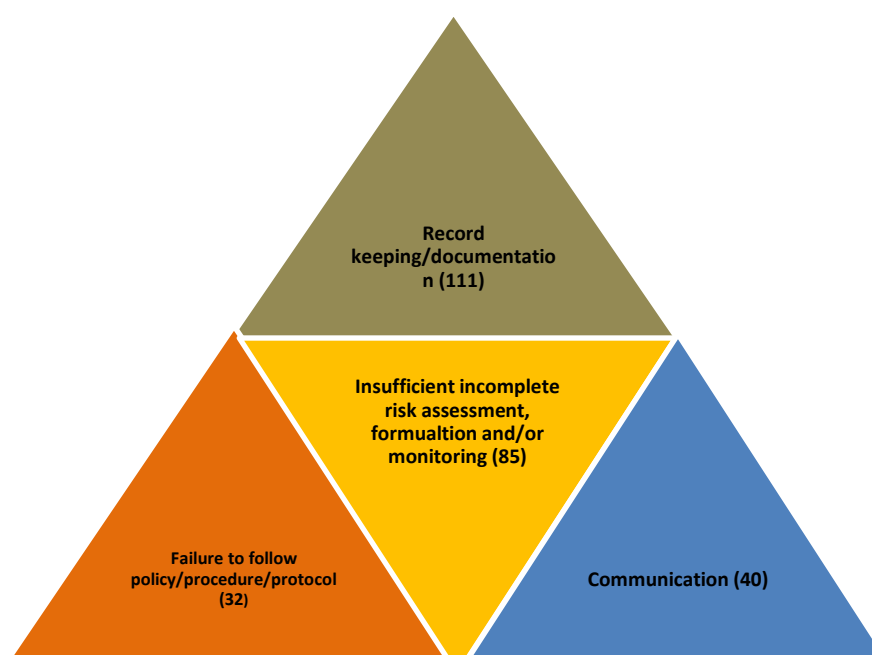 Record
keeping/documentatio
n (111)
Insufficient incomplete
risk assessment,
formualtion and/or
monitoring (85)
Failure to follow
policy/procedure/protocol
(32)
Communication (40)